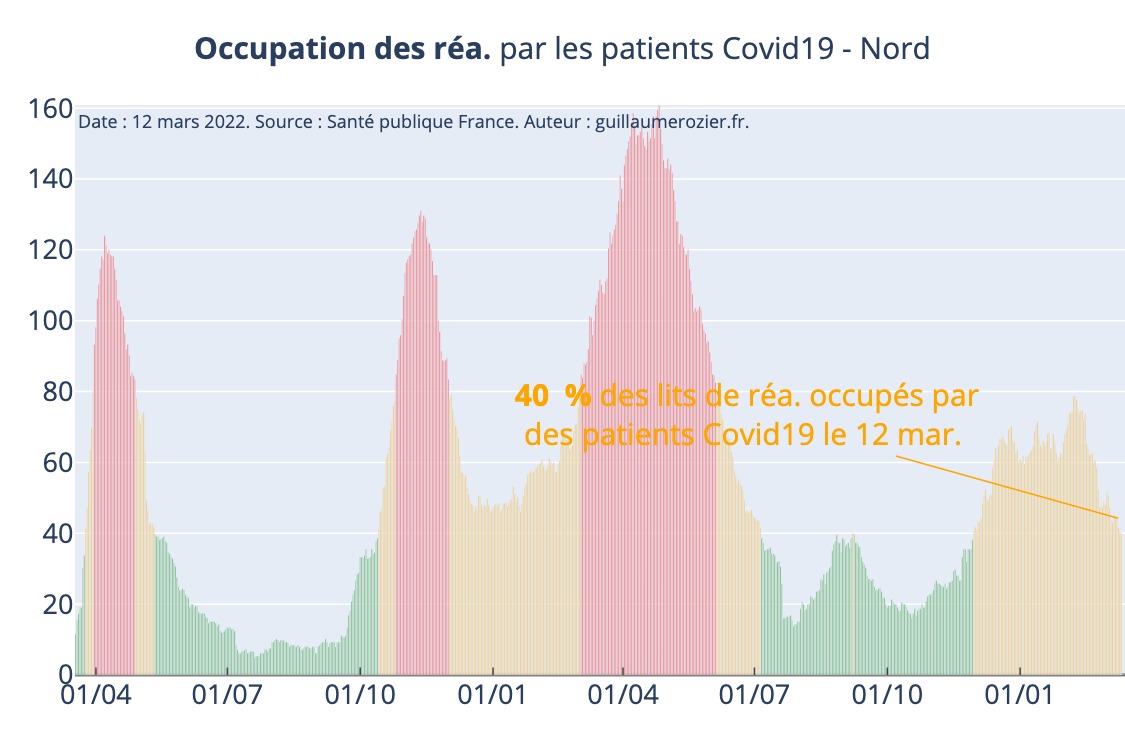 Occupation des réa. par les patients Covid19 - Nord
160
Date : 12 mars 2022. Source : Santé publique France. Auteur : guillaumerozier.fr.
140
120
100
80
40 % des lits de réa. occupés par
des patients Covid19 le 12 mar.
60
40
20
0
01/04 01/07 01/10 01/01 01/04 01/07 01/10 01/01